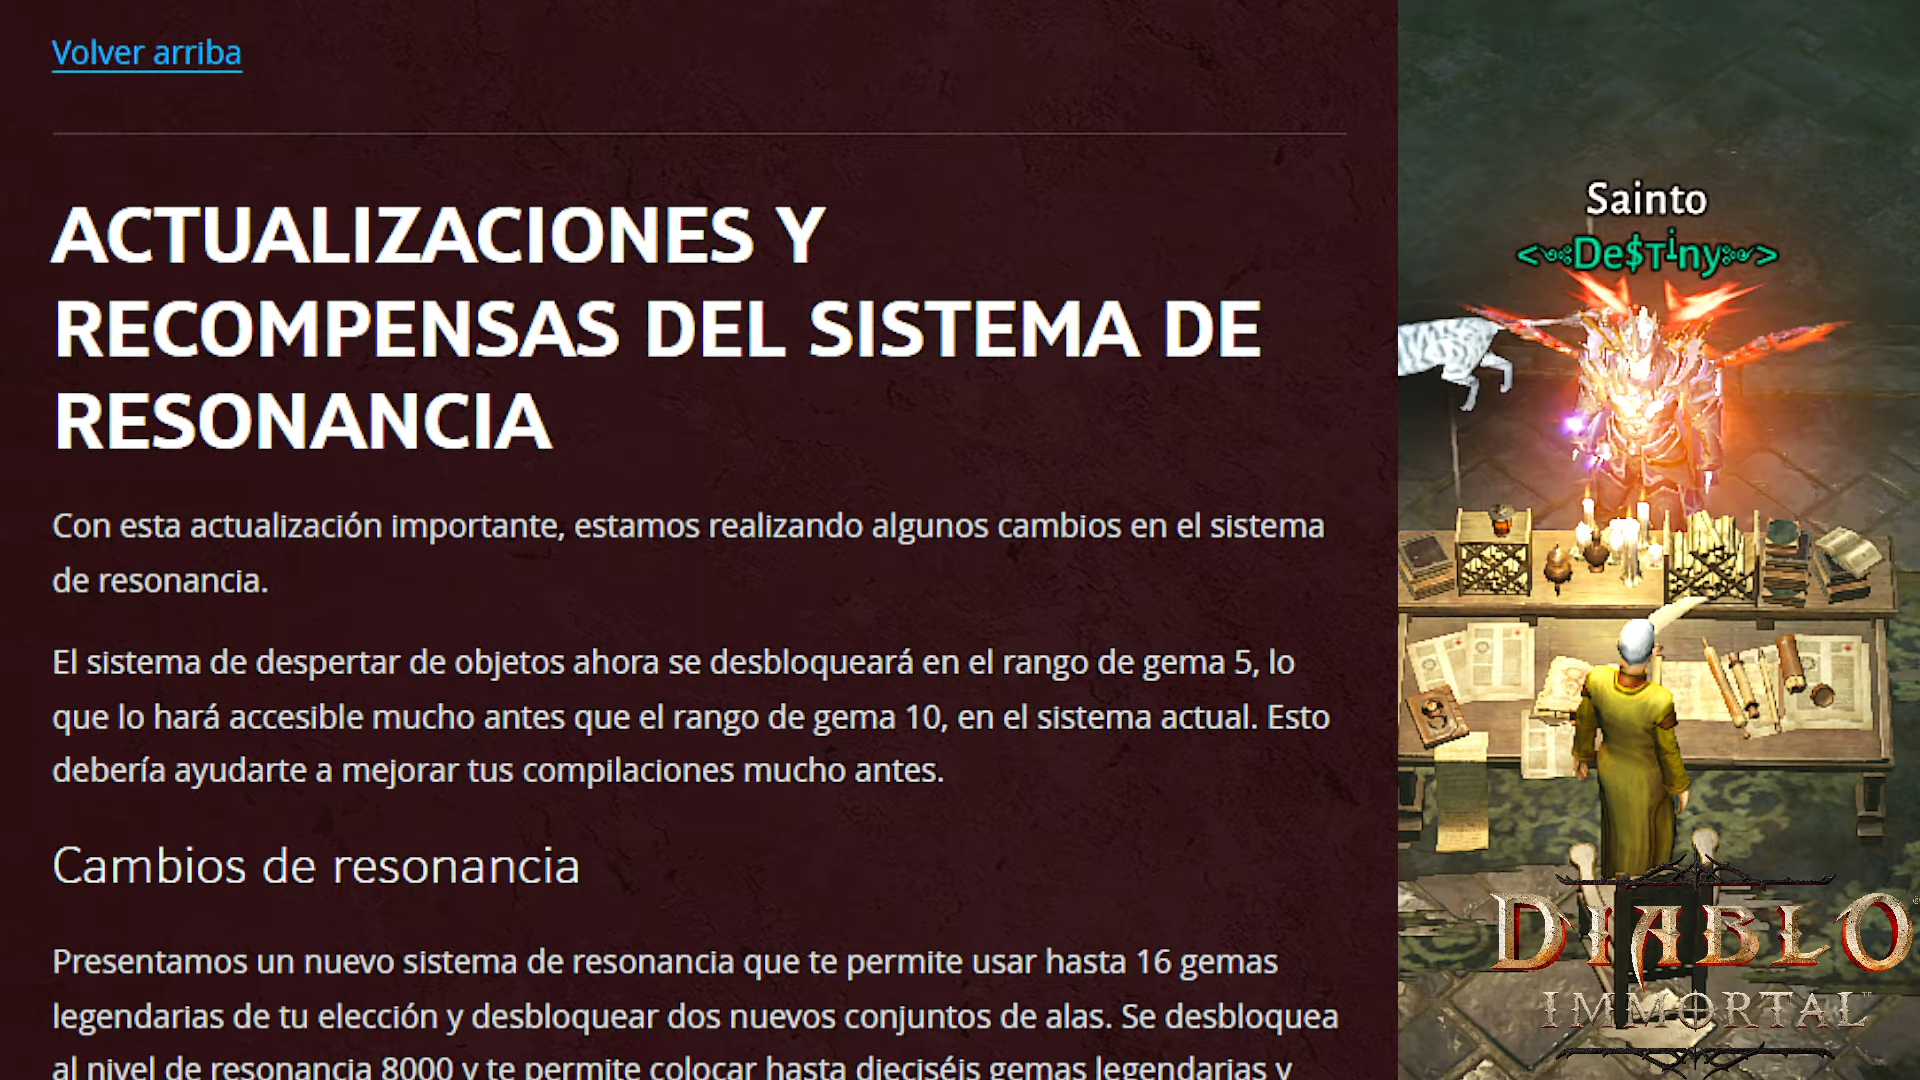 Volver arriba
ACTUALIZACIONES Y
RECOMPENSAS DEL SISTEMA DE
RESONANCIA
Con esta actualización importante, estamos realizando algunos cambios en el sistema
de resonancia.
El sistema de despertar de objetos ahora se desbloqueará en el rango de gema 5, lo
que lo hará accesible mucho antes que el rango de gema 10, en el sistema actual. Esto
debería ayudarte a mejorar tus compilaciones mucho antes.
Cambios de resonancia
Presentamos un nuevo sistema de resonancia que te permite usar hasta 16 gemas
legendarias de tu elección y desbloquear dos nuevos conjuntos de alas. Se desbloquea
al nivel de resonancia 8000 y te permite colocar hasta dieciséis gemas legendarias y
Sainto
<༺De$Tiny༻>
DIABLO
IMMORTAL